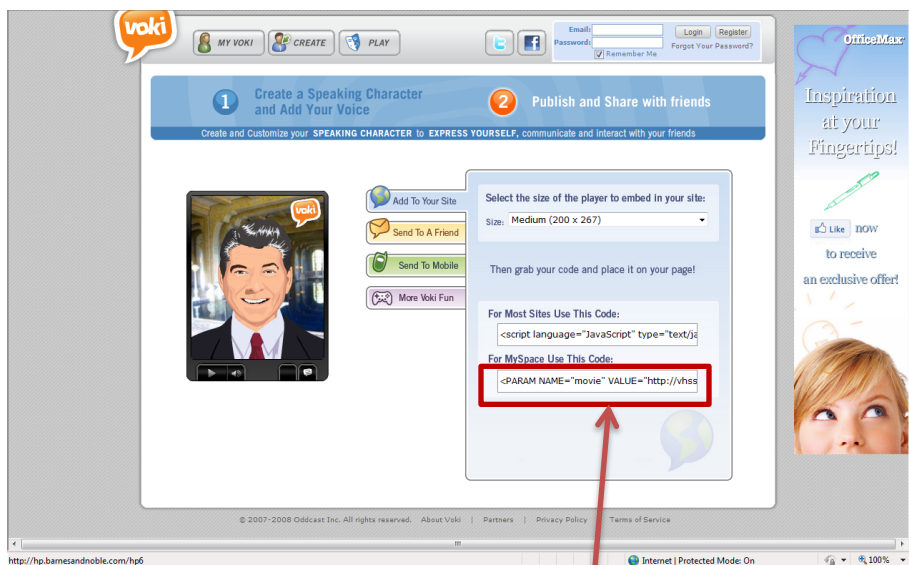 voki
MY VOKI
CREATE
PLAY
Email:
Password:
Remember Me
Login
Register
Forgot Your Password?
1
Create a Speaking Character
and Add Your Voice
2
Publish and Share with friends
Create and Customize your SPEAKING CHARACTER to EXPRESS YOURSELF, communicate and interact with your friends
voki
Add To Your Site
Send To A Friend
Send To Mobile
More Voki Fun
Select the size of the player to embed in your site:
Size: Medium (200 x 267)
Then grab your code and place it on your page!
For Most Sites Use This Code:
<script language="JavaScript" type="text/ja
For MySpace Use This Code:
<PARAM NAME="movie" VALUE="http://vhss
OfficeMax
Inspiration
at your
Fingertips!
Like now
to receive
an exclusive offer!
© 2007-2008 Oddcast Inc. All rights reserved. About Voki | Partners | Privacy Policy | Terms of Service
http://hp.barnesandnoble.com/hp6
Internet | Protected Mode: On
100%